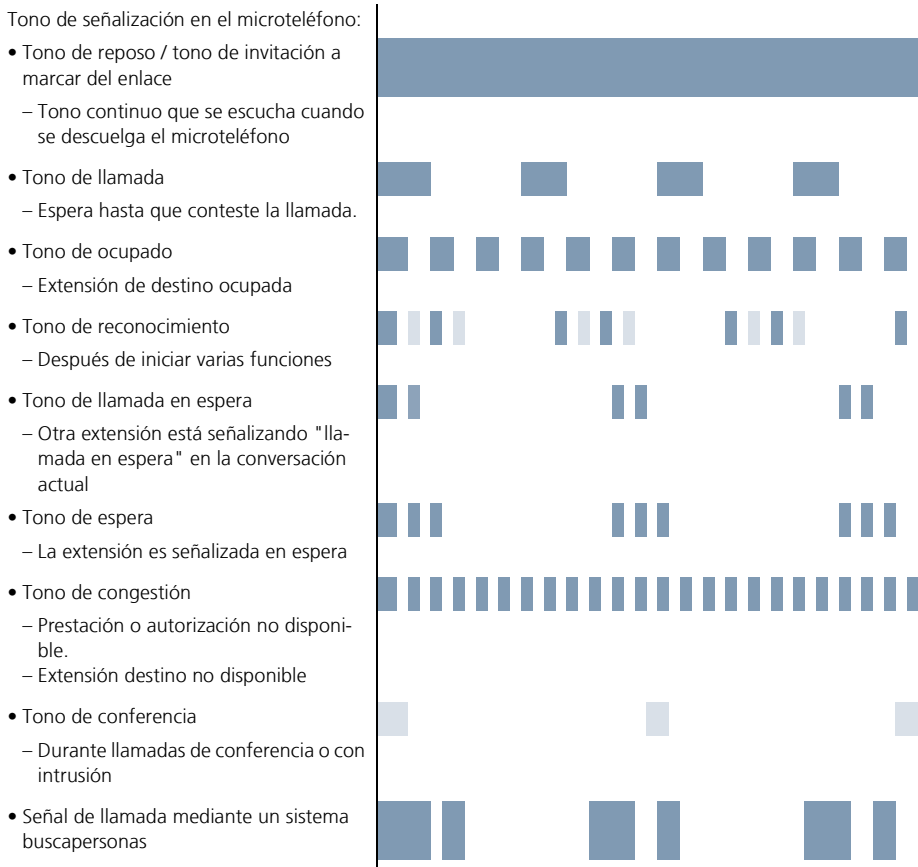 Tono de señalización en el microteléfono:
• Tono de reposo / tono de invitación a
marcar del enlace
– Tono continuo que se escucha cuando
se descuelga el microteléfono
• Tono de llamada
– Espera hasta que conteste la llamada.
• Tono de ocupado
– Extensión de destino ocupada
• Tono de reconocimiento
– Después de iniciar varias funciones
• Tono de llamada en espera
– Otra extensión está señalizando "lla-
mada en espera" en la conversación
actual
• Tono de espera
– La extensión es señalizada en espera
• Tono de congestión
– Prestación o autorización no disponi-
ble.
– Extensión destino no disponible
• Tono de conferencia
– Durante llamadas de conferencia o con
intrusión
• Señal de llamada mediante un sistema
buscapersonas